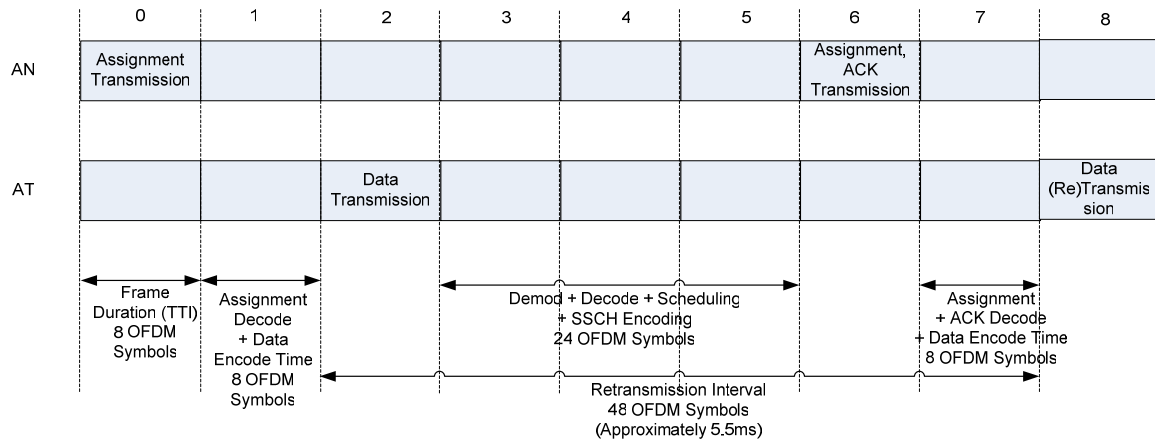 0 1 2 3 4 5 6 7 8
AN
Assignment
Transmission
Assignment,
ACK
Transmission
AT
Data
Transmission
Data
(Re)Transmis
sion
Frame
Duration (TTI)
8 OFDM
Symbols
Assignment
Decode
+ Data
Encode Time
8 OFDM
Symbols
Demod + Decode + Scheduling
+ SSCH Encoding
24 OFDM Symbols
Assignment
+ ACK Decode
+ Data Encode Time
8 OFDM Symbols
Retransmission Interval
48 OFDM Symbols
(Approximately 5.5ms)